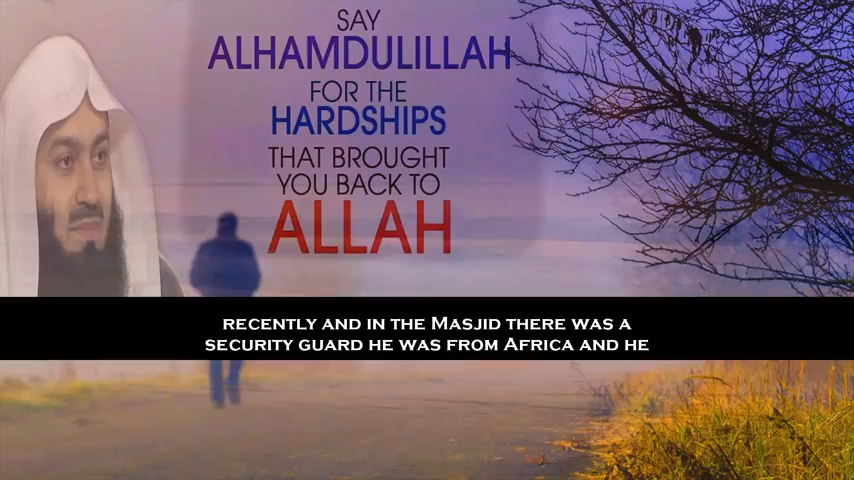 SAY
ALHAMDULILLAH
FOR THE
HARDSHIPS
THAT BROUGHT
YOU BACK TO
ALLAH
RECENTLY AND IN THE MASJID THERE WAS A
SECURITY GUARD HE WAS FROM AFRICA AND HE